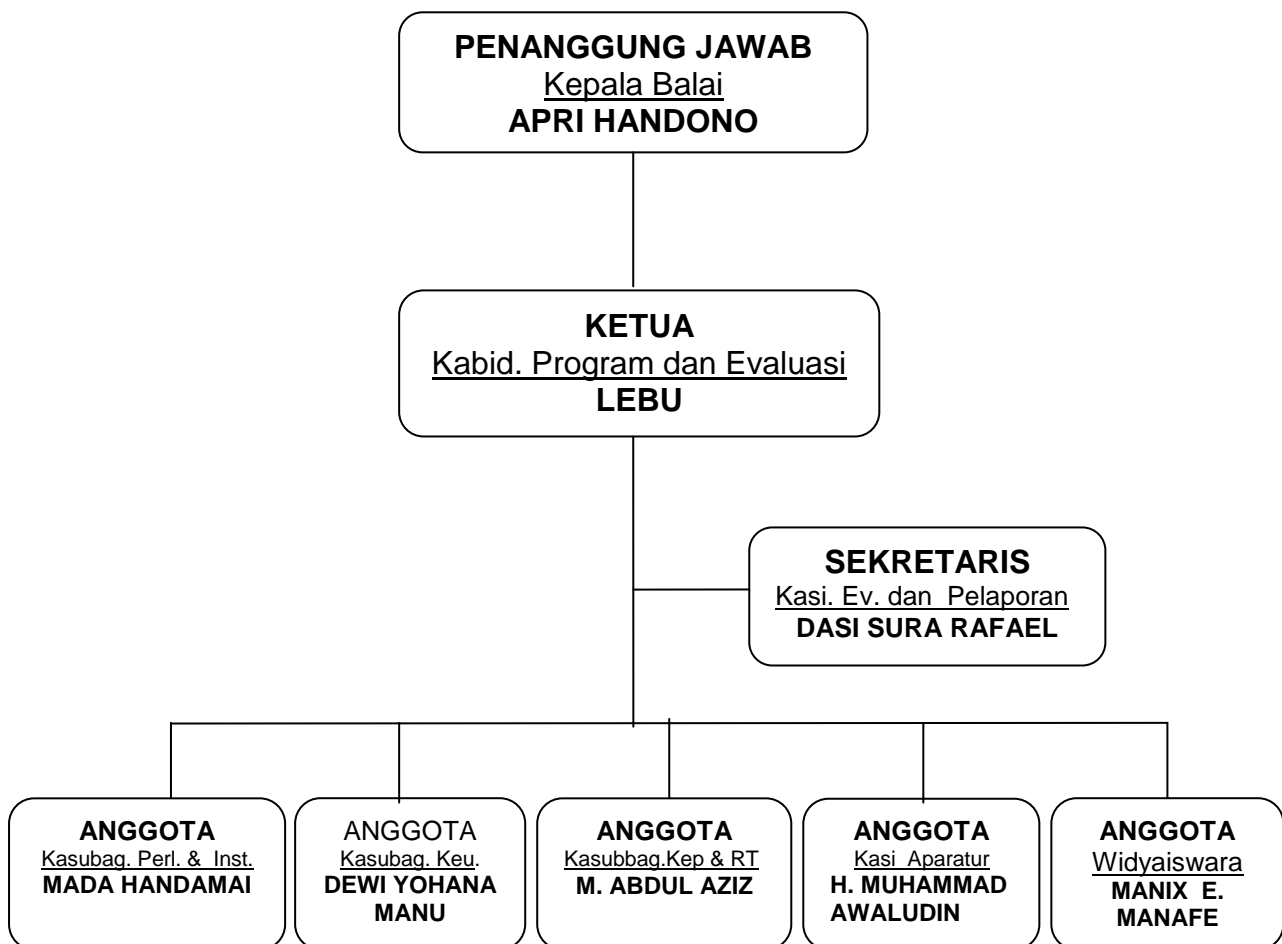 PENANGGUNG JAWAB
Kepala Balai
APRI HANDONO
KETUA
Kabid. Program dan Evaluasi
LEBU
SEKRETARIS
Kasi. Ev. dan Pelaporan
DASI SURA RAFAEL
ANGGOTA
Kasubag. Perl. & Inst.
MADA HANDAMAI
ANGGOTA
Kasubag. Keu.
DEWI YOHANA
MANU
ANGGOTA
Kasubbag.Kep & RT
M. ABDUL AZIZ
ANGGOTA
Kasi Aparatur
H. MUHAMMAD
AWALUDIN
ANGGOTA
Widyaiswara
MANIX E.
MANAFE